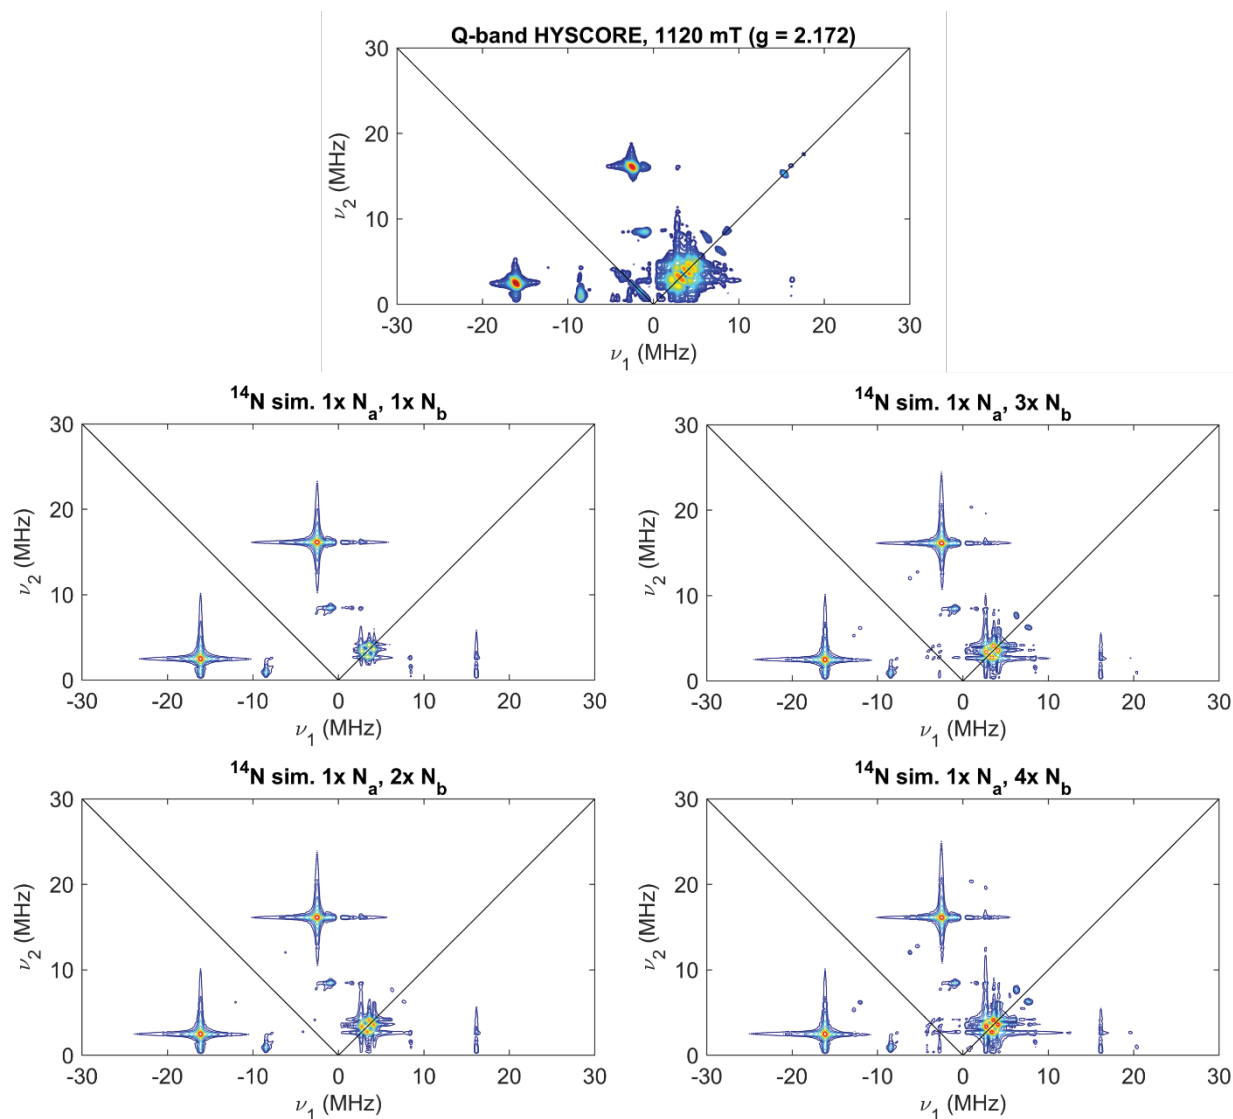 Q-band HYSCORE, 1120 mT (g = 2.172)
30
20
10
0
ν₂ (MHz)
-30 -20 -10 0 10 20 30
ν₁ (MHz)
¹⁴N sim. 1x Nₐ, 1x N_b
30
20
10
0
ν₂ (MHz)
-30 -20 -10 0 10 20 30
ν₁ (MHz)
¹⁴N sim. 1x Nₐ, 3x N_b
30
20
10
0
ν₂ (MHz)
-30 -20 -10 0 10 20 30
ν₁ (MHz)
¹⁴N sim. 1x Nₐ, 2x N_b
30
20
10
0
ν₂ (MHz)
-30 -20 -10 0 10 20 30
ν₁ (MHz)
¹⁴N sim. 1x Nₐ, 4x N_b
30
20
10
0
ν₂ (MHz)
-30 -20 -10 0 10 20 30
ν₁ (MHz)